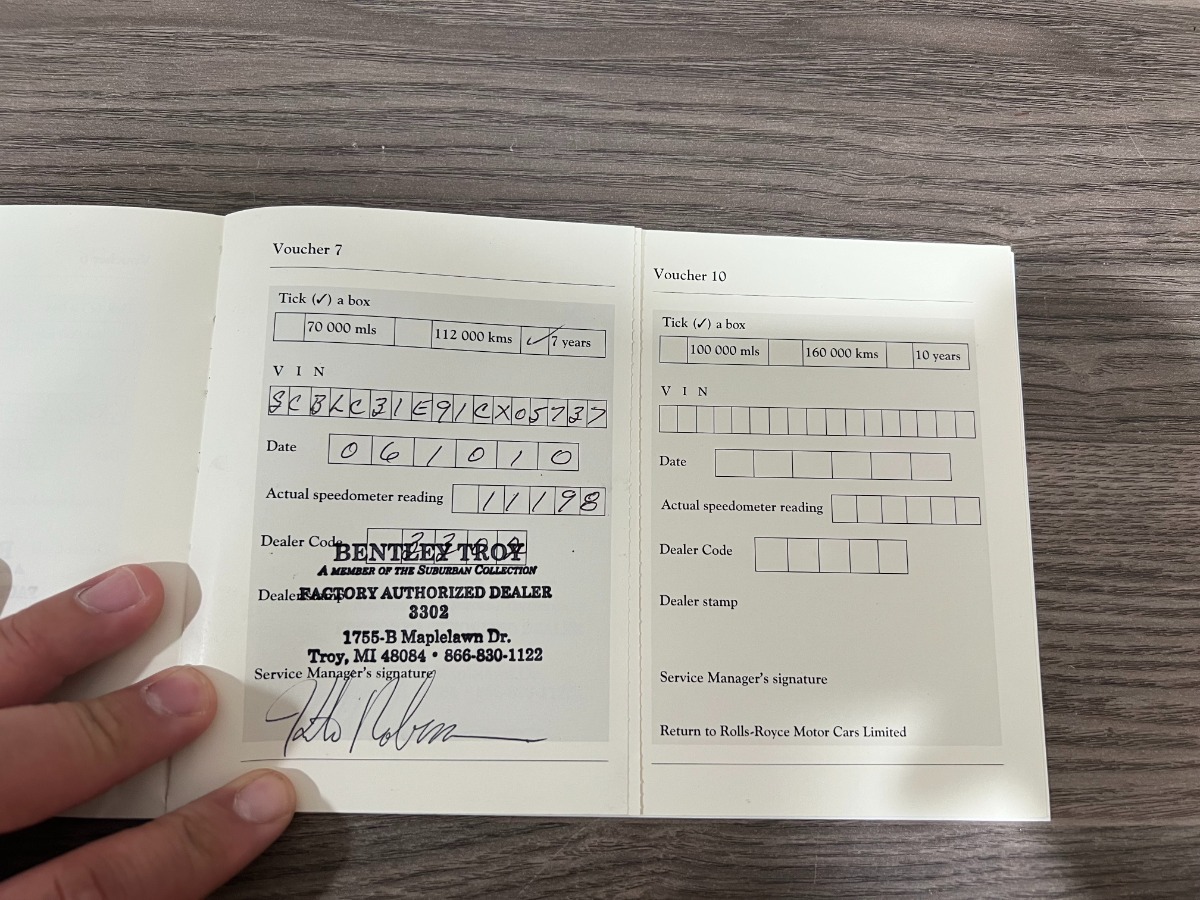 Voucher 7
Tick (✓) a box
70 000 mls 112 000 kms ✓ 7 years
V I N
SCBLC31E91CX05737
Date 061010
Actual speedometer reading 11198
Dealer Code
BENTLEY TROY
A MEMBER OF THE SUBURBAN COLLECTION
FACTORY AUTHORIZED DEALER
3302
1755-B Maplelawn Dr.
Troy, MI 48084 • 866-830-1122
Service Manager's signature
Voucher 10
Tick (✓) a box
100 000 mls 160 000 kms 10 years
V I N
Date
Actual speedometer reading
Dealer Code
Dealer stamp
Service Manager's signature
Return to Rolls-Royce Motor Cars Limited